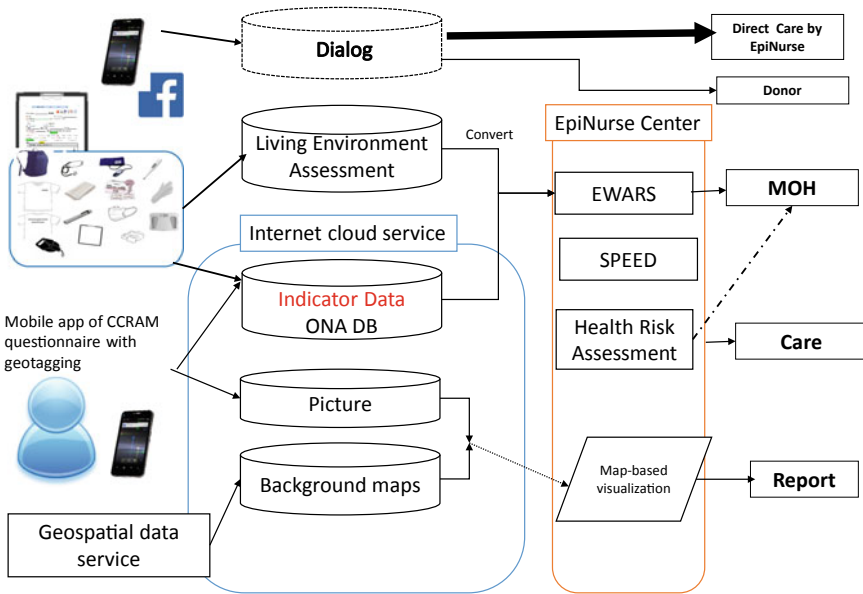 Dialog
Direct Care by
EpiNurse
Donor
f
Living Environment
Assessment
Convert
EpiNurse Center
EWARS
MOH
Internet cloud service
SPEED
Indicator Data
ONA DB
Health Risk
Assessment
Care
Mobile app of CCRAM
questionnaire with
geotagging
Picture
Background maps
Map-based
visualization
Report
Geospatial data
service